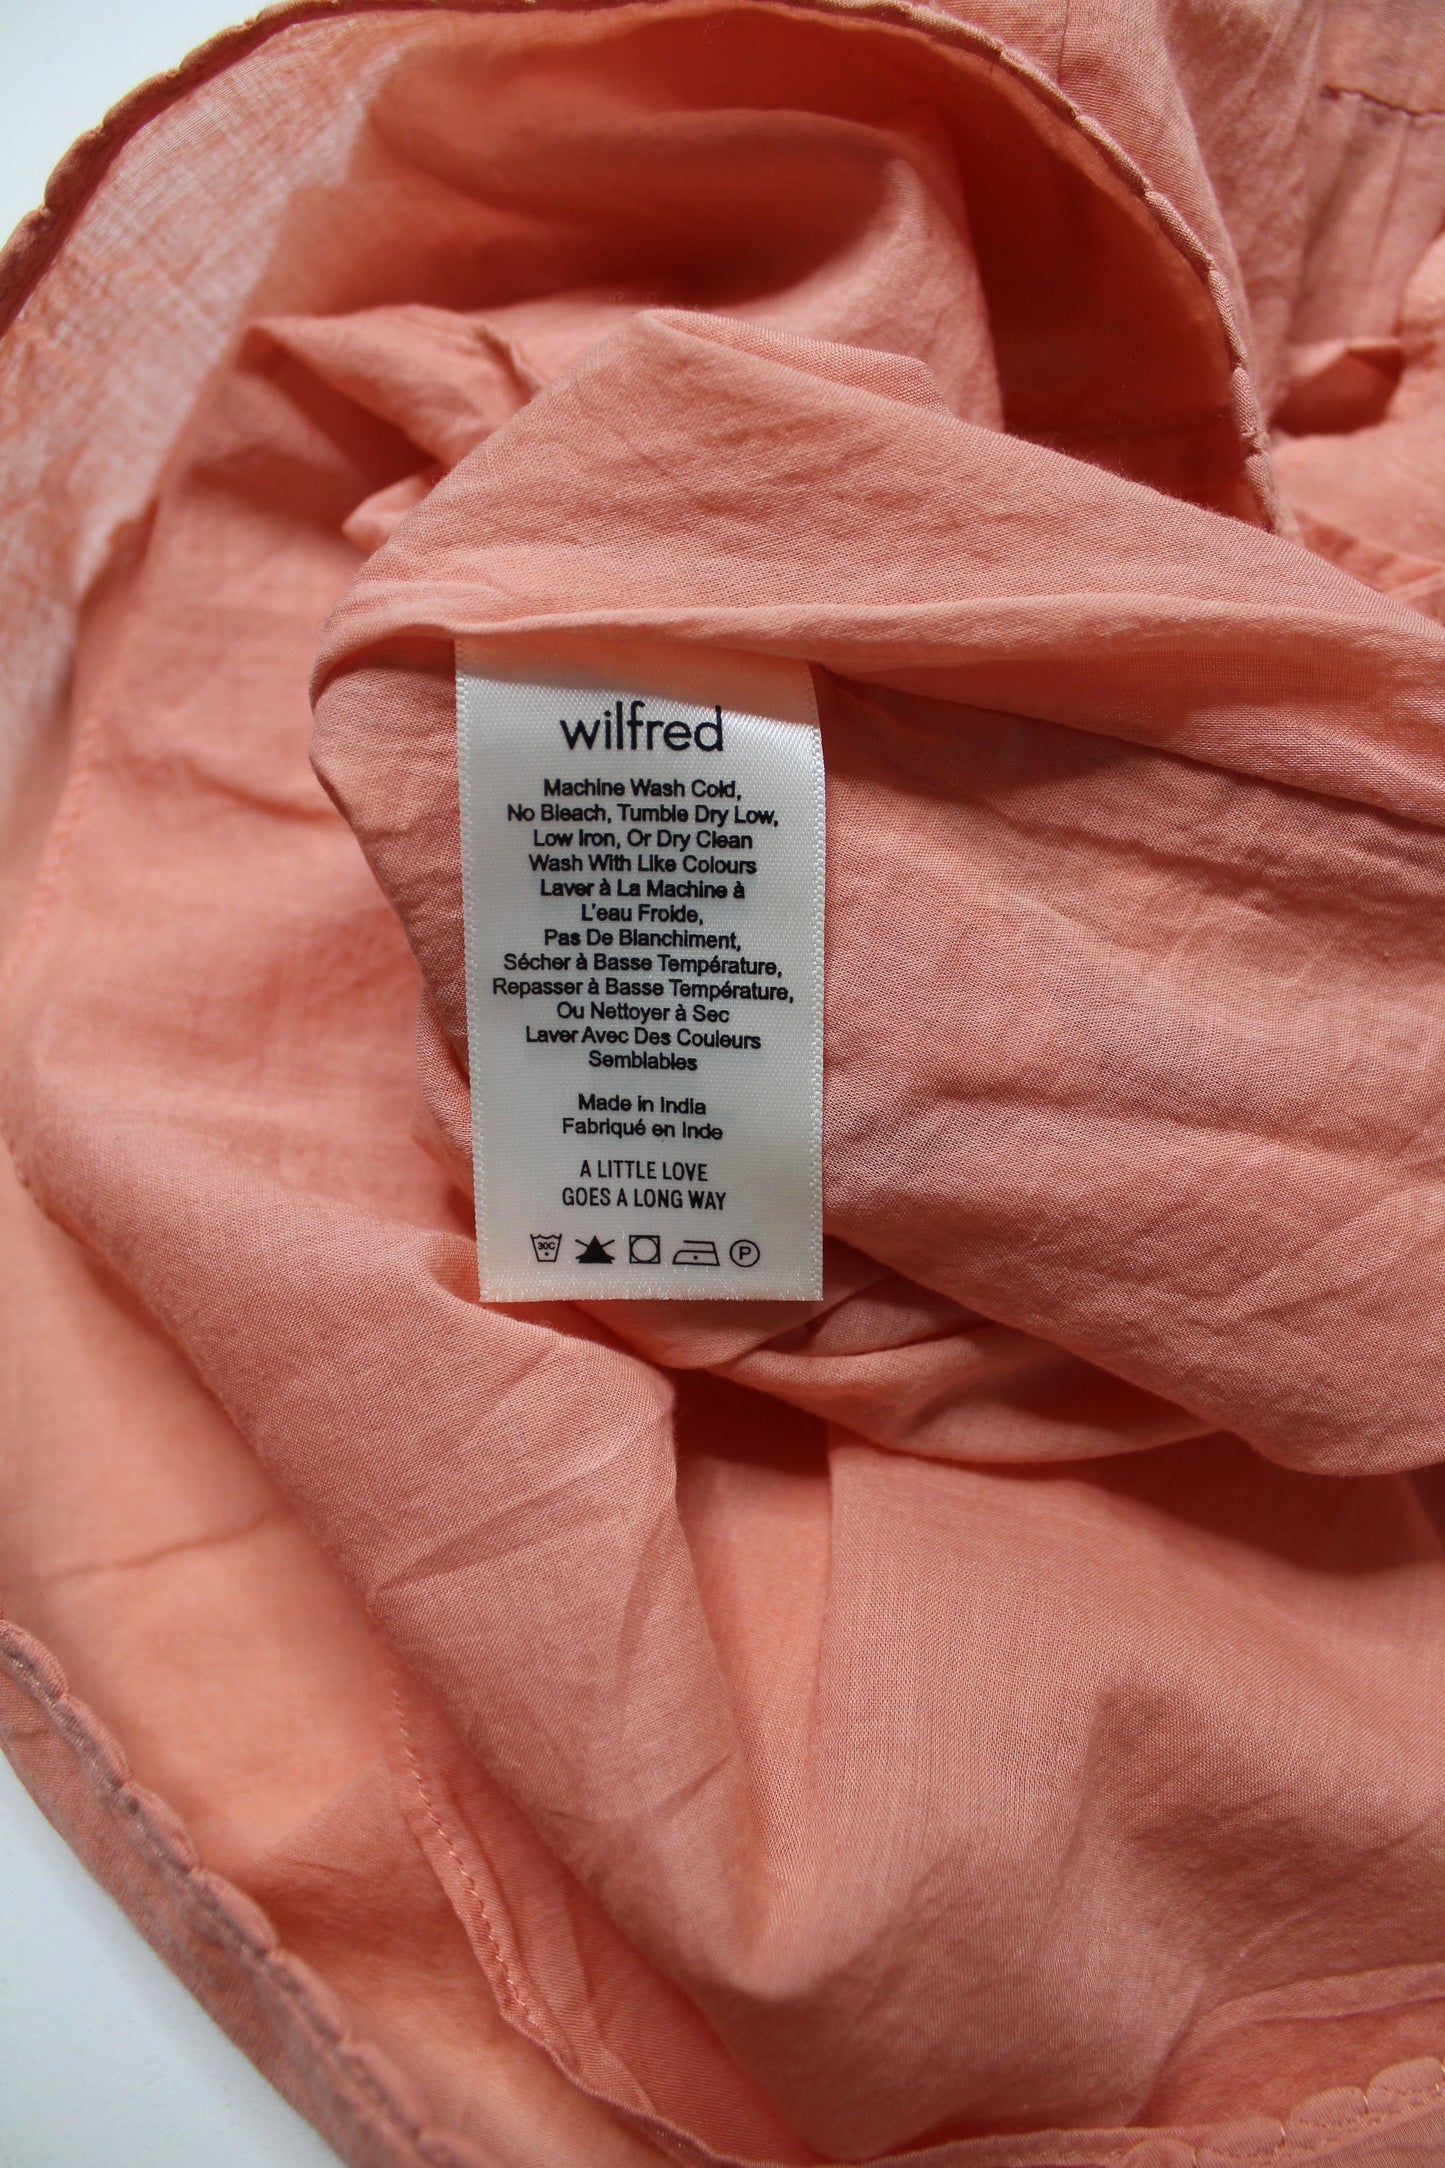 wilfred
Machine Wash Cold,
No Bleach, Tumble Dry Low,
Low Iron, Or Dry Clean
Wash With Like Colours
Laver à La Machine à
L'eau Froide,
Pas De Blanchiment,
Sécher à Basse Température,
Repasser à Basse Température,
Ou Nettoyer à Sec
Laver Avec Des Couleurs
Semblables
Made in India
Fabriqué en Inde
A LITTLE LOVE
GOES A LONG WAY
30C P